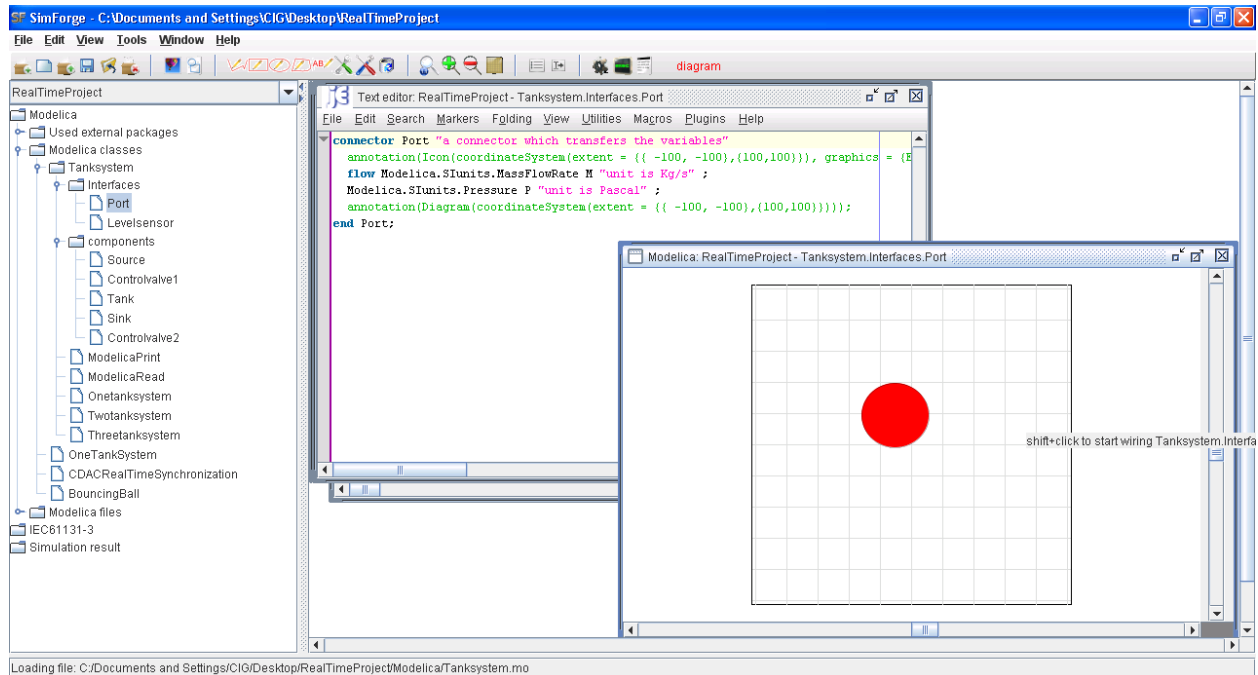 SF SimForge - C:\Documents and Settings\CIG\Desktop\RealTimeProject
File Edit View Tools Window Help
AB diagram
RealTimeProject
Modelica
Used external packages
Modelica classes
Tanksystem
Interfaces
Port
Levelsensor
components
Source
Controlvalve1
Tank
Sink
Controlvalve2
ModelicaPrint
ModelicaRead
Onetanksystem
Twotanksystem
Threetanksystem
OneTankSystem
CDACRealTimeSynchronization
BouncingBall
Modelica files
IEC61131-3
Simulation result
Text editor: RealTimeProject - Tanksystem.Interfaces.Port
File Edit Search Markers Folding View Utilities Macros Plugins Help
connector Port "a connector which transfers the variables"
annotation(Icon(coordinateSystem(extent = {{ -100, -100},{100,100}}), graphics = {E
flow Modelica.SIunits.MassFlowRate M "unit is Kg/s" ;
Modelica.SIunits.Pressure P "unit is Pascal" ;
annotation(Diagram(coordinateSystem(extent = {{ -100, -100},{100,100}})));
end Port;
Modelica: RealTimeProject - Tanksystem.Interfaces.Port
shift+click to start wiring Tanksystem.Interfa
Loading file: C:/Documents and Settings/CIG/Desktop/RealTimeProject/Modelica/Tanksystem.mo